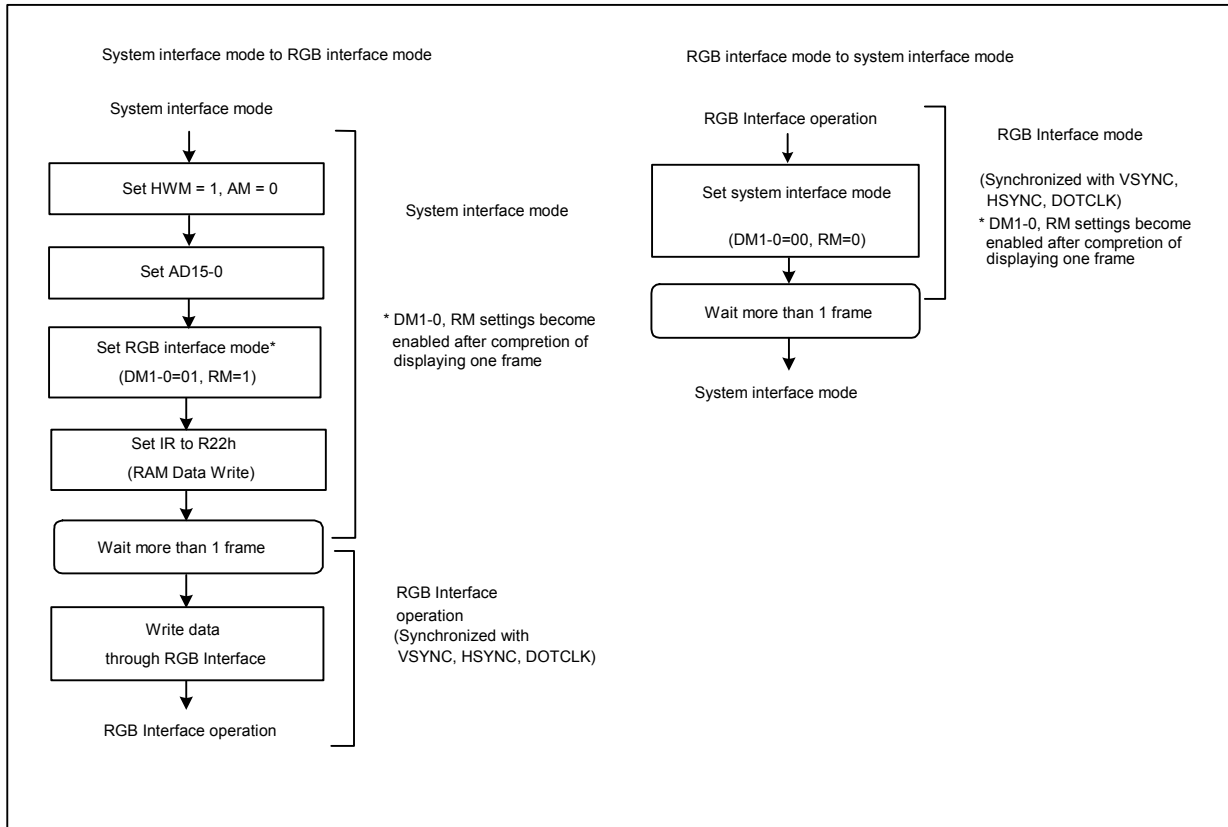 System interface mode to RGB interface mode
System interface mode
Set HWM = 1, AM = 0
Set AD15-0
Set RGB interface mode*
(DM1-0=01, RM=1)
Set IR to R22h
(RAM Data Write)
Wait more than 1 frame
Write data
through RGB Interface
RGB Interface operation
System interface mode
* DM1-0, RM settings become
enabled after compretion of
displaying one frame
RGB Interface
operation
(Synchronized with
VSYNC, HSYNC, DOTCLK)
RGB interface mode to system interface mode
RGB Interface operation
Set system interface mode
(DM1-0=00, RM=0)
Wait more than 1 frame
System interface mode
RGB Interface mode
(Synchronized with VSYNC,
HSYNC, DOTCLK)
* DM1-0, RM settings become
enabled after compretion of
displaying one frame